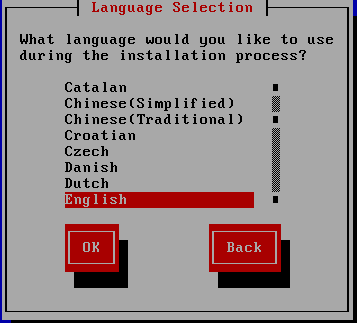 Language Selection
What language would you like to use
during the installation process?
Catalan
Chinese(Simplified)
Chinese(Traditional)
Croatian
Czech
Danish
Dutch
English
OK Back